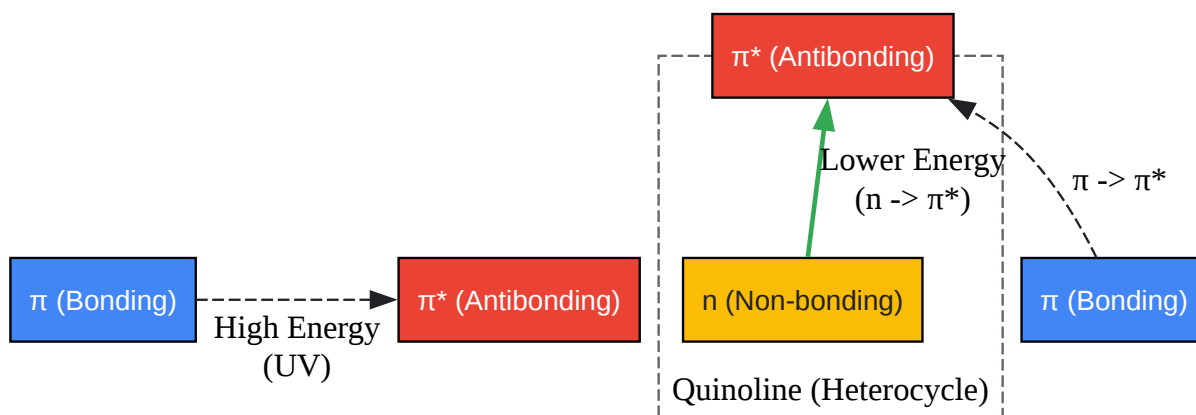 π* (Antibonding)
Lower Energy
(n -> π*)
π -> π*
π (Bonding)
π* (Antibonding)
n (Non-bonding)
π (Bonding)
High Energy
(UV)
Quinoline (Heterocycle)